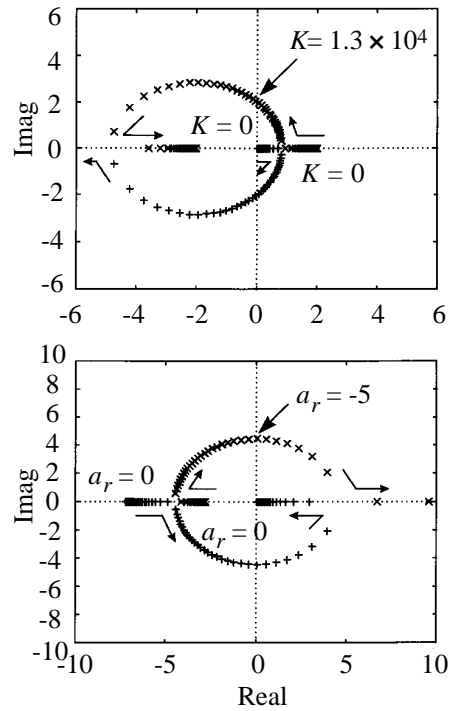 6
4
2
0
-2
-4
-6
Imag
K= 1.3 × 10⁴
K = 0
K = 0
-6 -4 -2 0 2 4 6
10
8
6
4
2
0
-2
-4
-6
-8
-10
Imag
a_r = -5
a_r = 0
a_r = 0
-10 -5 0 5 10
Real